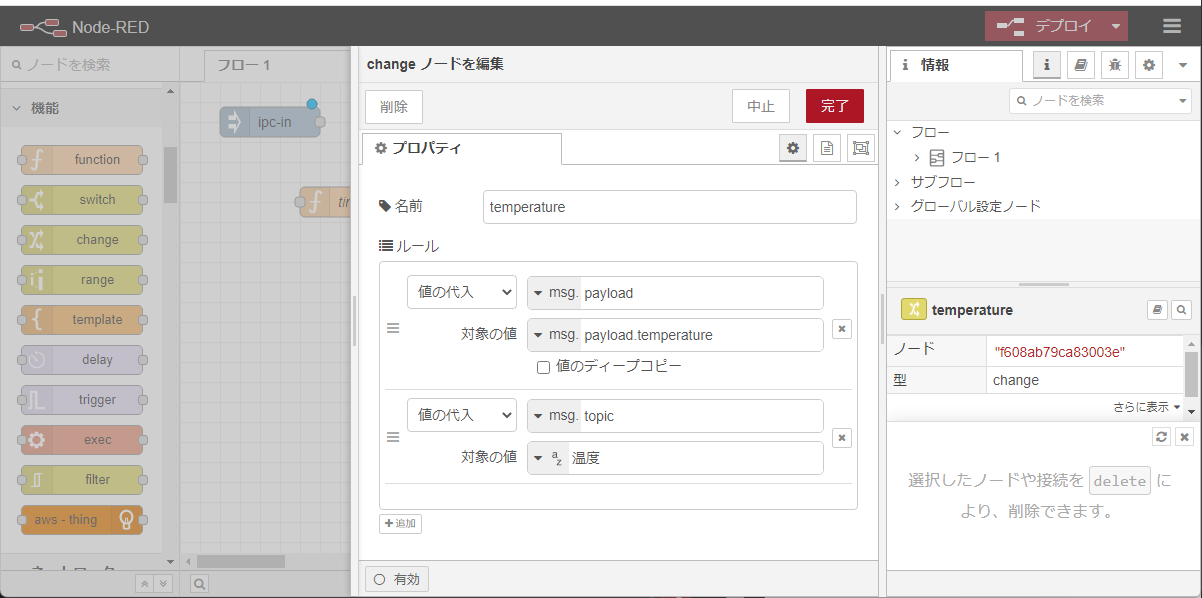 Node-RED
デプロイ
ノードを検索
フロー 1
機能
function
switch
change
range
template
delay
trigger
exec
filter
aws - thing
ipc-in
change ノードを編集
削除
中止
完了
プロパティ
名前
temperature
ルール
値の代入
msg. payload
対象の値
msg. payload.temperature
値のディープコピー
値の代入
msg. topic
対象の値
az 温度
追加
有効
情報
ノードを検索
フロー
フロー 1
サブフロー
グローバル設定ノード
temperature
ノード "f608ab79ca83003e"
型 change
さらに表示
選択したノードや接続を delete に
より、削除できます。